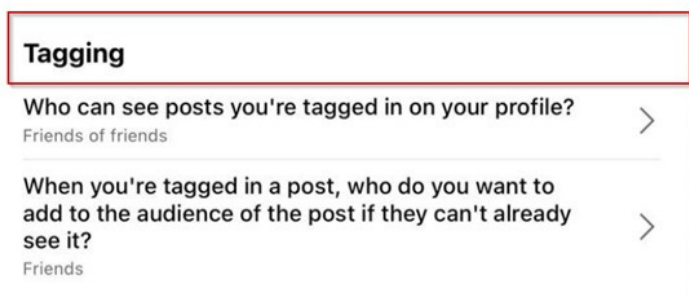 Tagging
Who can see posts you're tagged in on your profile?
Friends of friends
When you're tagged in a post, who do you want to
add to the audience of the post if they can't already
see it?
Friends